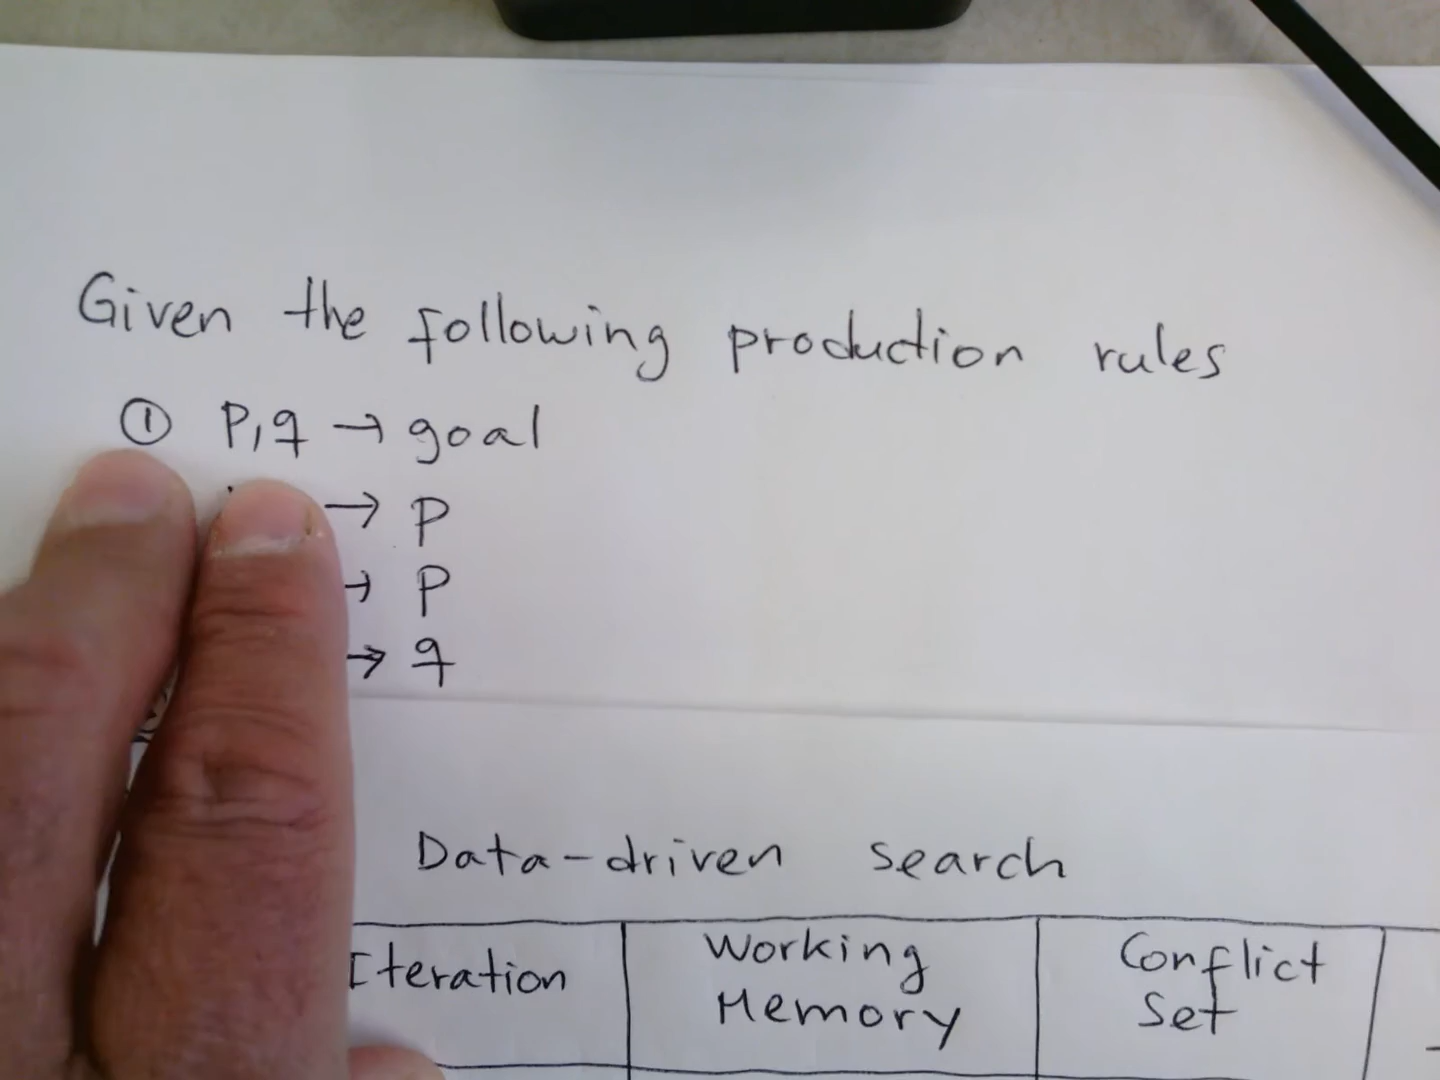 Given the following production rules
① P,q → goal
→ P
→ P
→ q
Data-driven search
Iteration
Working Memory
Conflict Set